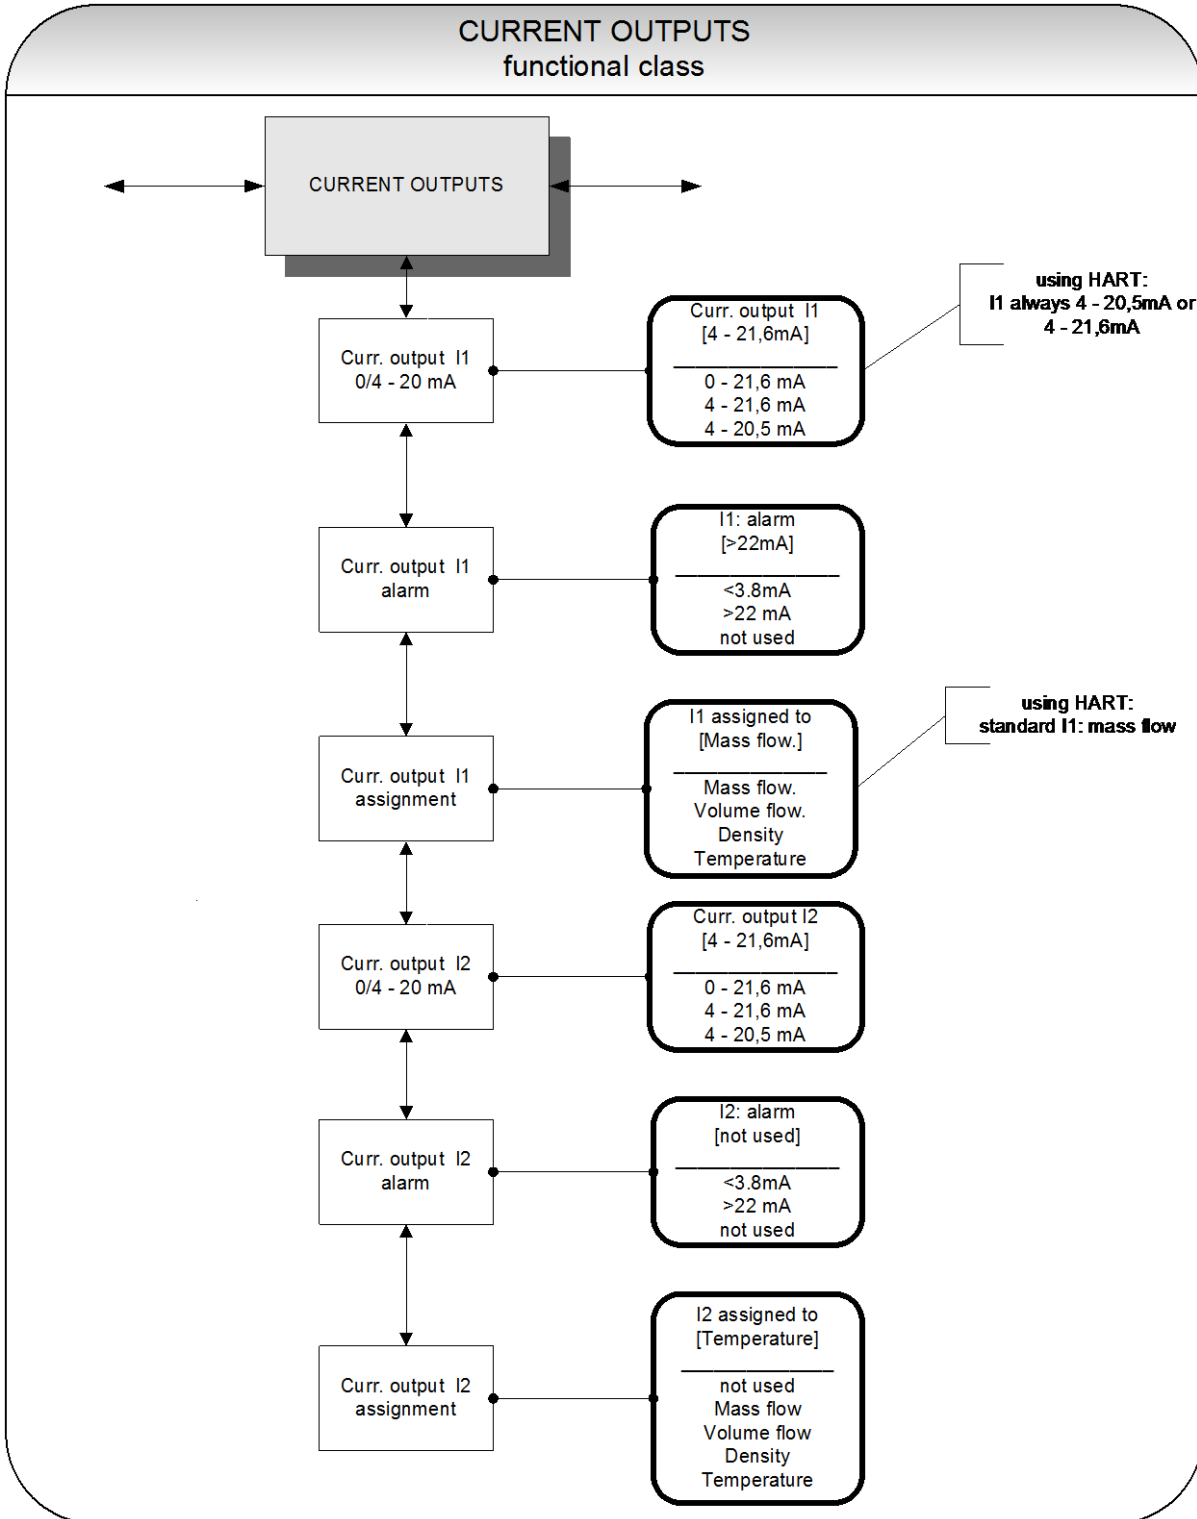 CURRENT OUTPUTS
functional class
CURRENT OUTPUTS
using HART:
I1 always 4 - 20,5mA or
4 - 21,6mA
Curr. output I1
0/4 - 20 mA
Curr. output I1
[4 - 21,6mA]
0 - 21,6 mA
4 - 21,6 mA
4 - 20,5 mA
Curr. output I1
alarm
I1: alarm
[>22mA]
<3.8mA
>22 mA
not used
using HART:
standard I1: mass flow
Curr. output I1
assignment
I1 assigned to
[Mass flow.]
Mass flow.
Volume flow.
Density
Temperature
Curr. output I2
0/4 - 20 mA
Curr. output I2
[4 - 21,6mA]
0 - 21,6 mA
4 - 21,6 mA
4 - 20,5 mA
Curr. output I2
alarm
I2: alarm
[not used]
<3.8mA
>22 mA
not used
Curr. output I2
assignment
I2 assigned to
[Temperature]
not used
Mass flow
Volume flow
Density
Temperature